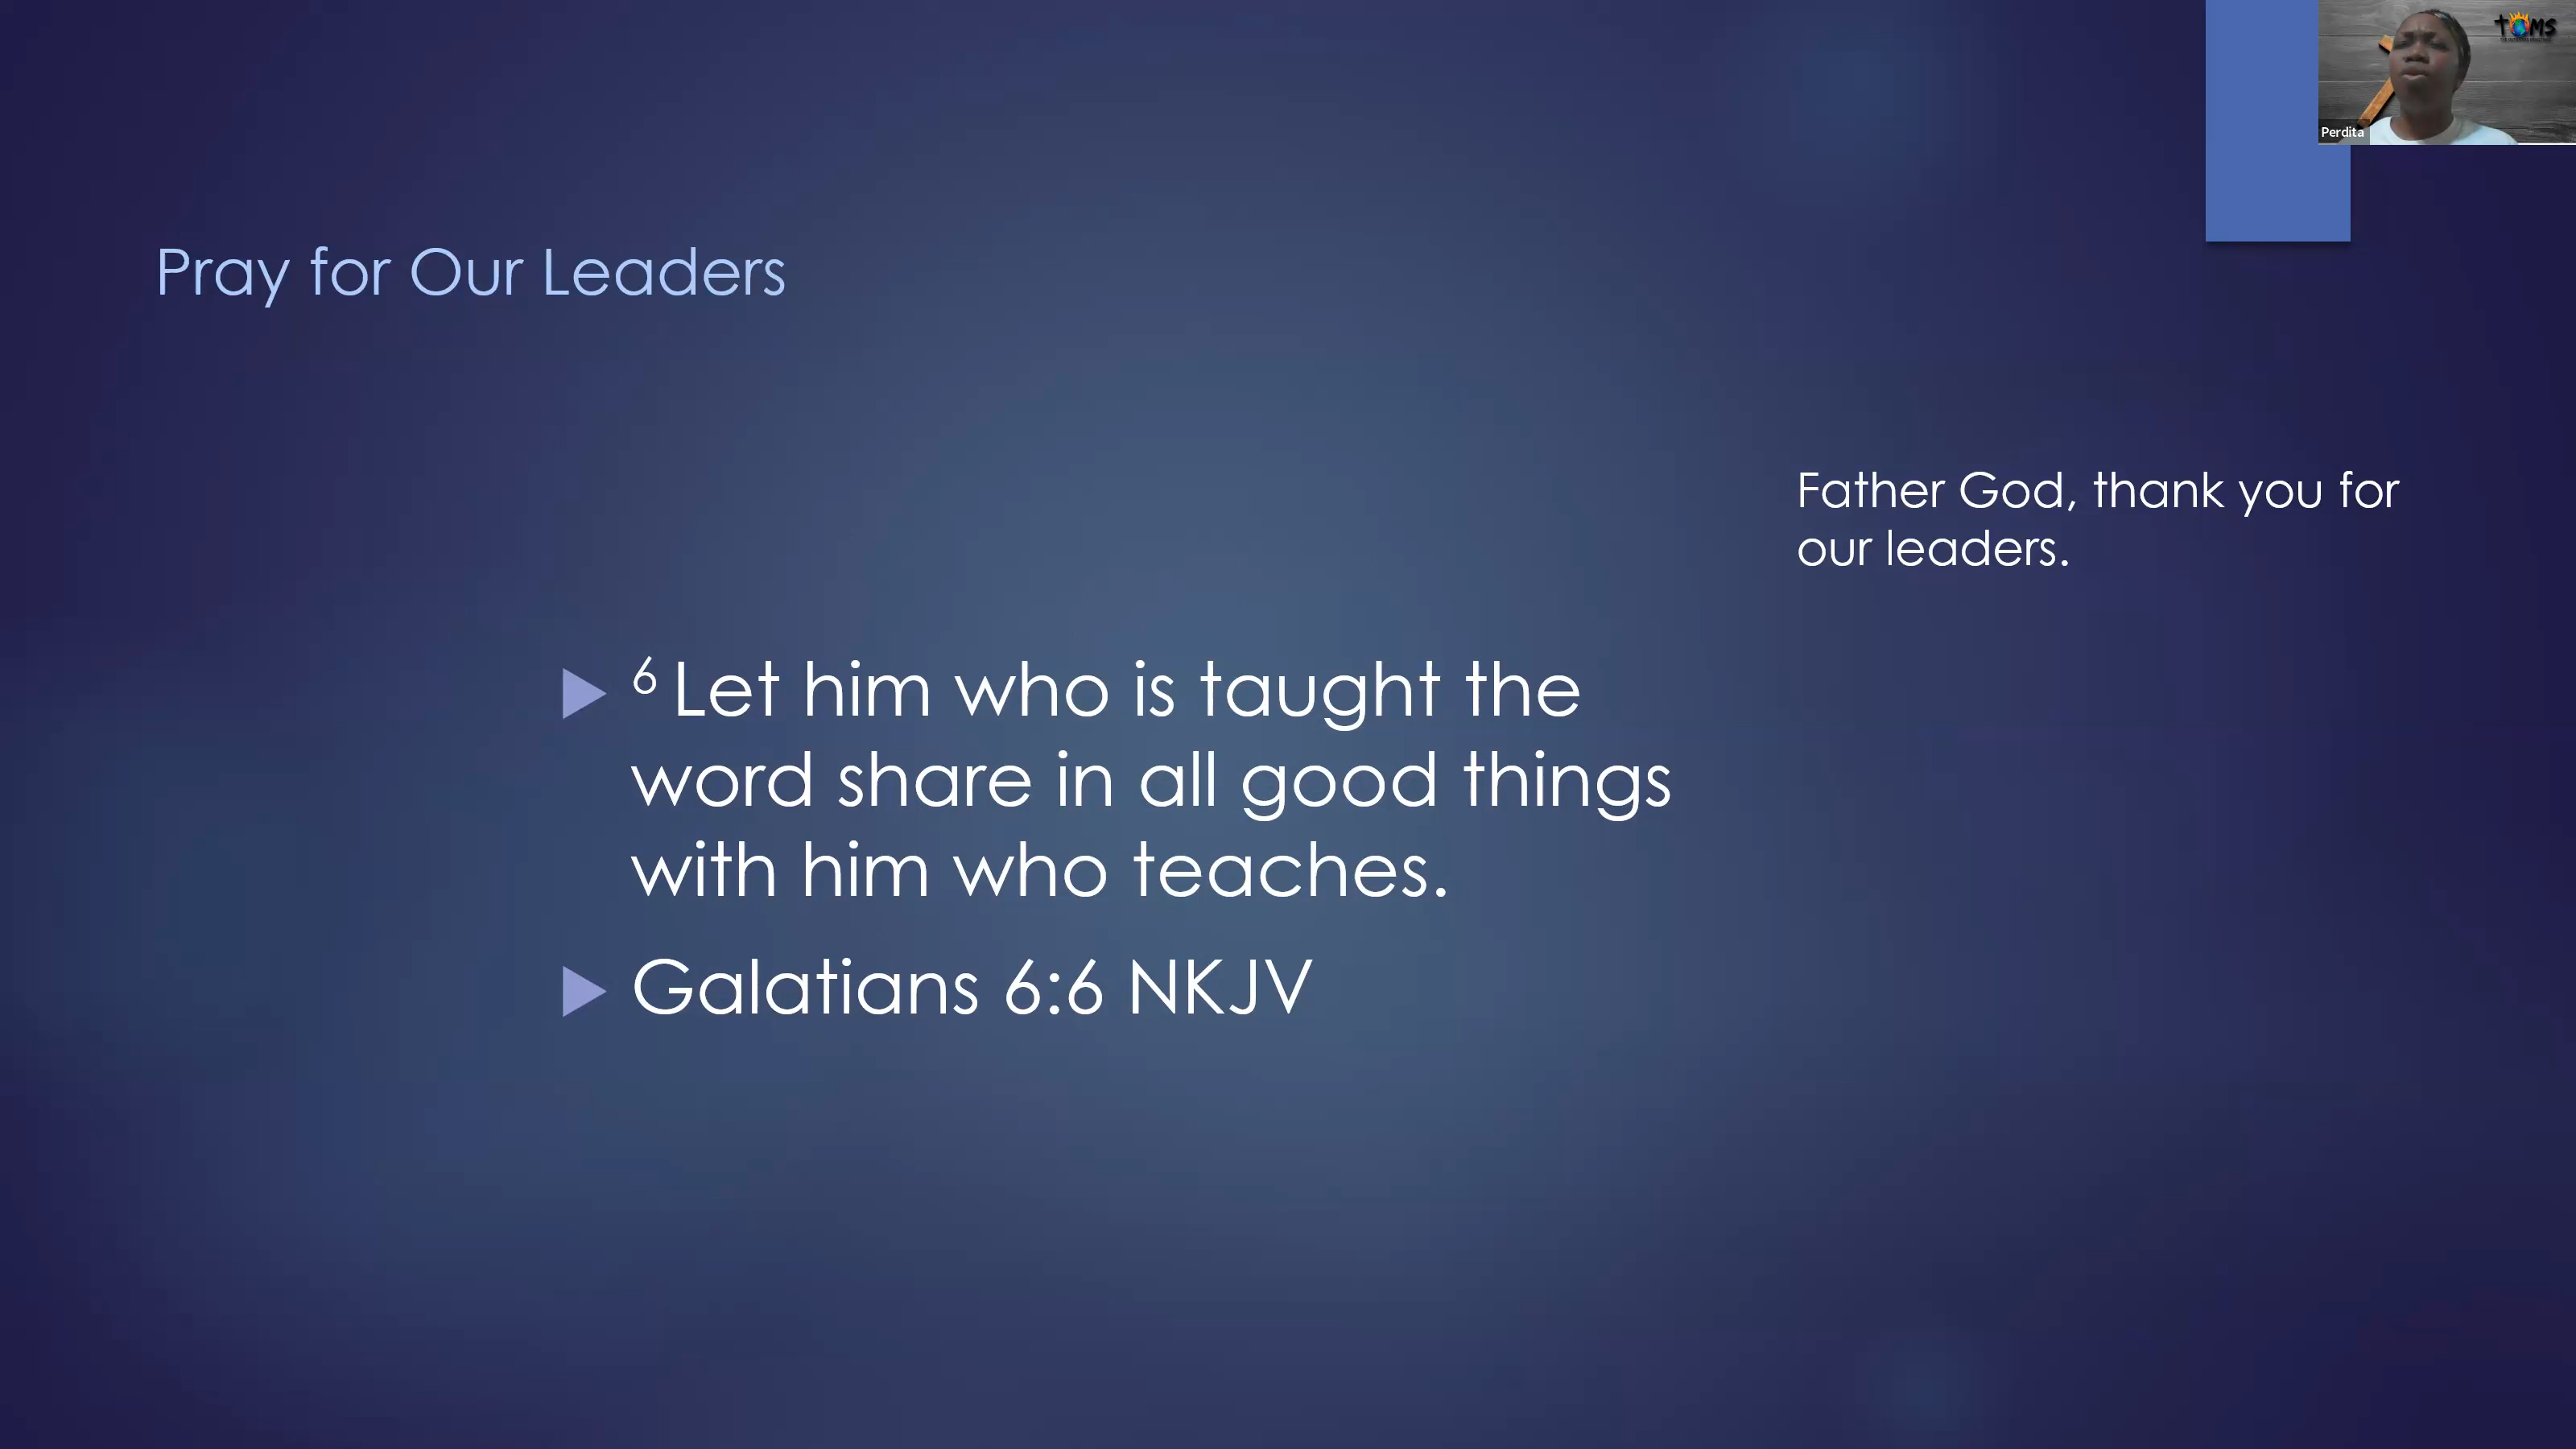 tOMS
Perdita
Pray for Our Leaders
Father God, thank you for
our leaders.
6 Let him who is taught the
word share in all good things
with him who teaches.
Galatians 6:6 NKJV